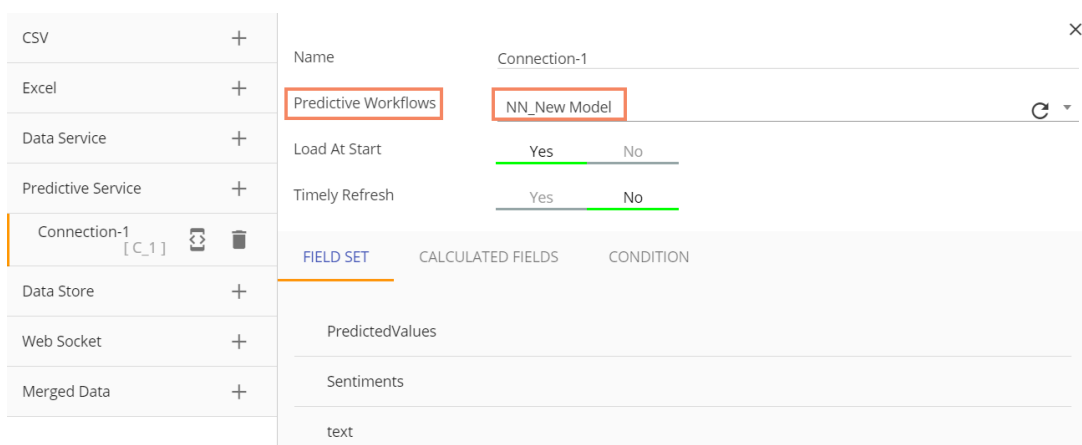 CSV
Excel
Data Service
Predictive Service
Connection-1
[ C_1 ]
Data Store
Web Socket
Merged Data
Name Connection-1
Predictive Workflows NN_New Model
Load At Start Yes No
Timely Refresh Yes No
FIELD SET CALCULATED FIELDS CONDITION
PredictedValues
Sentiments
text